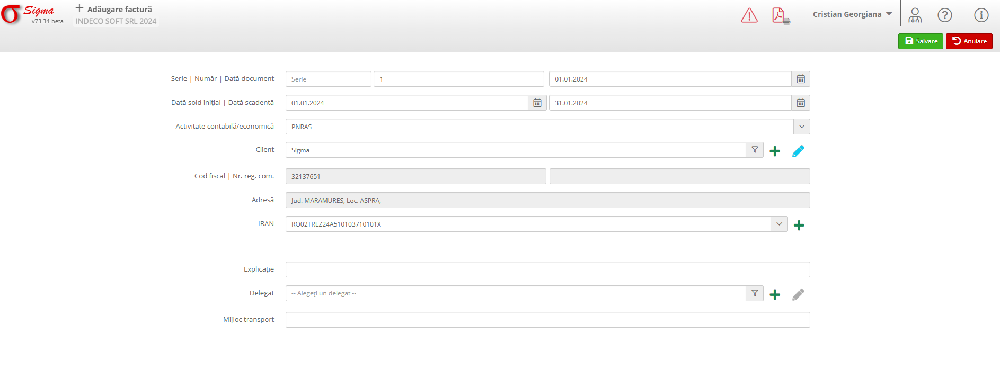 Sigma
v73.34-beta
Adăugare factură
INDECO SOFT SRL 2024
Cristian Georgiana
Salvare
Anulare
Serie | Număr | Dată document
Serie
1
01.01.2024
Dată sold inițial | Dată scadentă
01.01.2024
31.01.2024
Activitate contabilă/economică
PNRAS
Client
Sigma
Cod fiscal | Nr. reg. com.
32137651
Adresă
Jud. MARAMURES, Loc. ASPRA,
IBAN
RO02TREZ24A510103710101X
Explicație
Delegat
-- Alegeți un delegat --
Mijloc transport